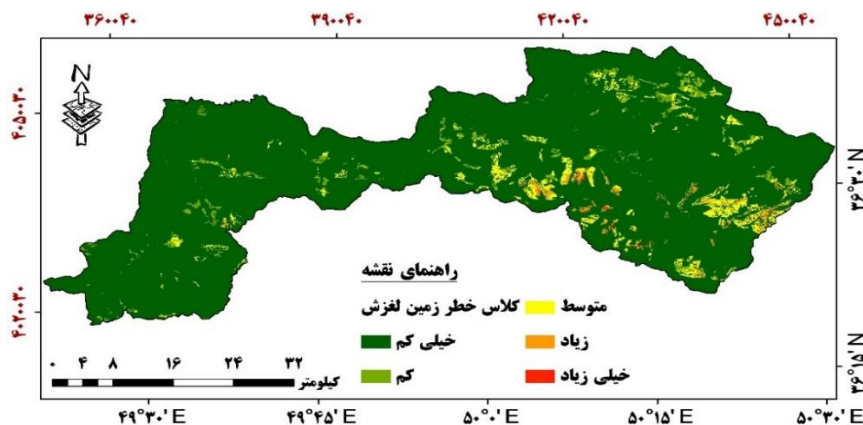 ۳۶۰۰۴۰ ۳۹۰۰۴۰ ۴۲۰۰۴۰ ۴۵۰۰۴۰
N
۴۰۵۰۰۳۰
۳۶°۳۰' N
راهنمای نقشه
کلاس خطر زمین لغزش
خیلی کم
کم
متوسط
زیاد
خیلی زیاد
۴۰۲۰۰۳۰
۳۶°۱۵' N
۰ ۴ ۸ ۱۶ ۲۴ ۳۲
کیلومتر
۴۹°۳۰' E ۴۹°۴۵' E ۵۰°۰' E ۵۰°۱۵' E ۵۰°۳۰' E